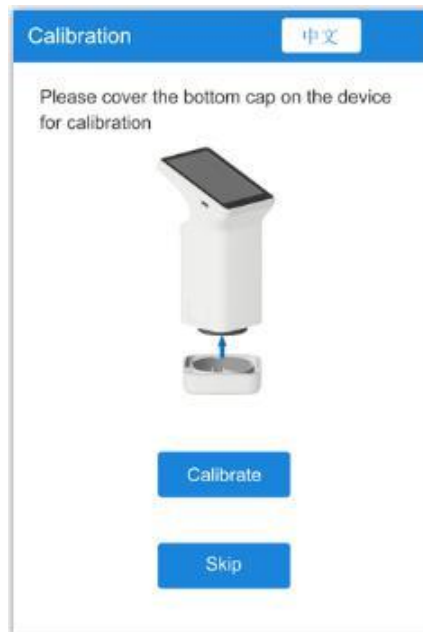 Calibration
中文
Please cover the bottom cap on the device
for calibration
Calibrate
Skip